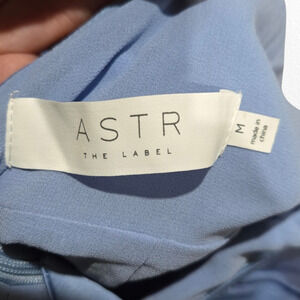 ASTR
THE LABEL
M
made in
china